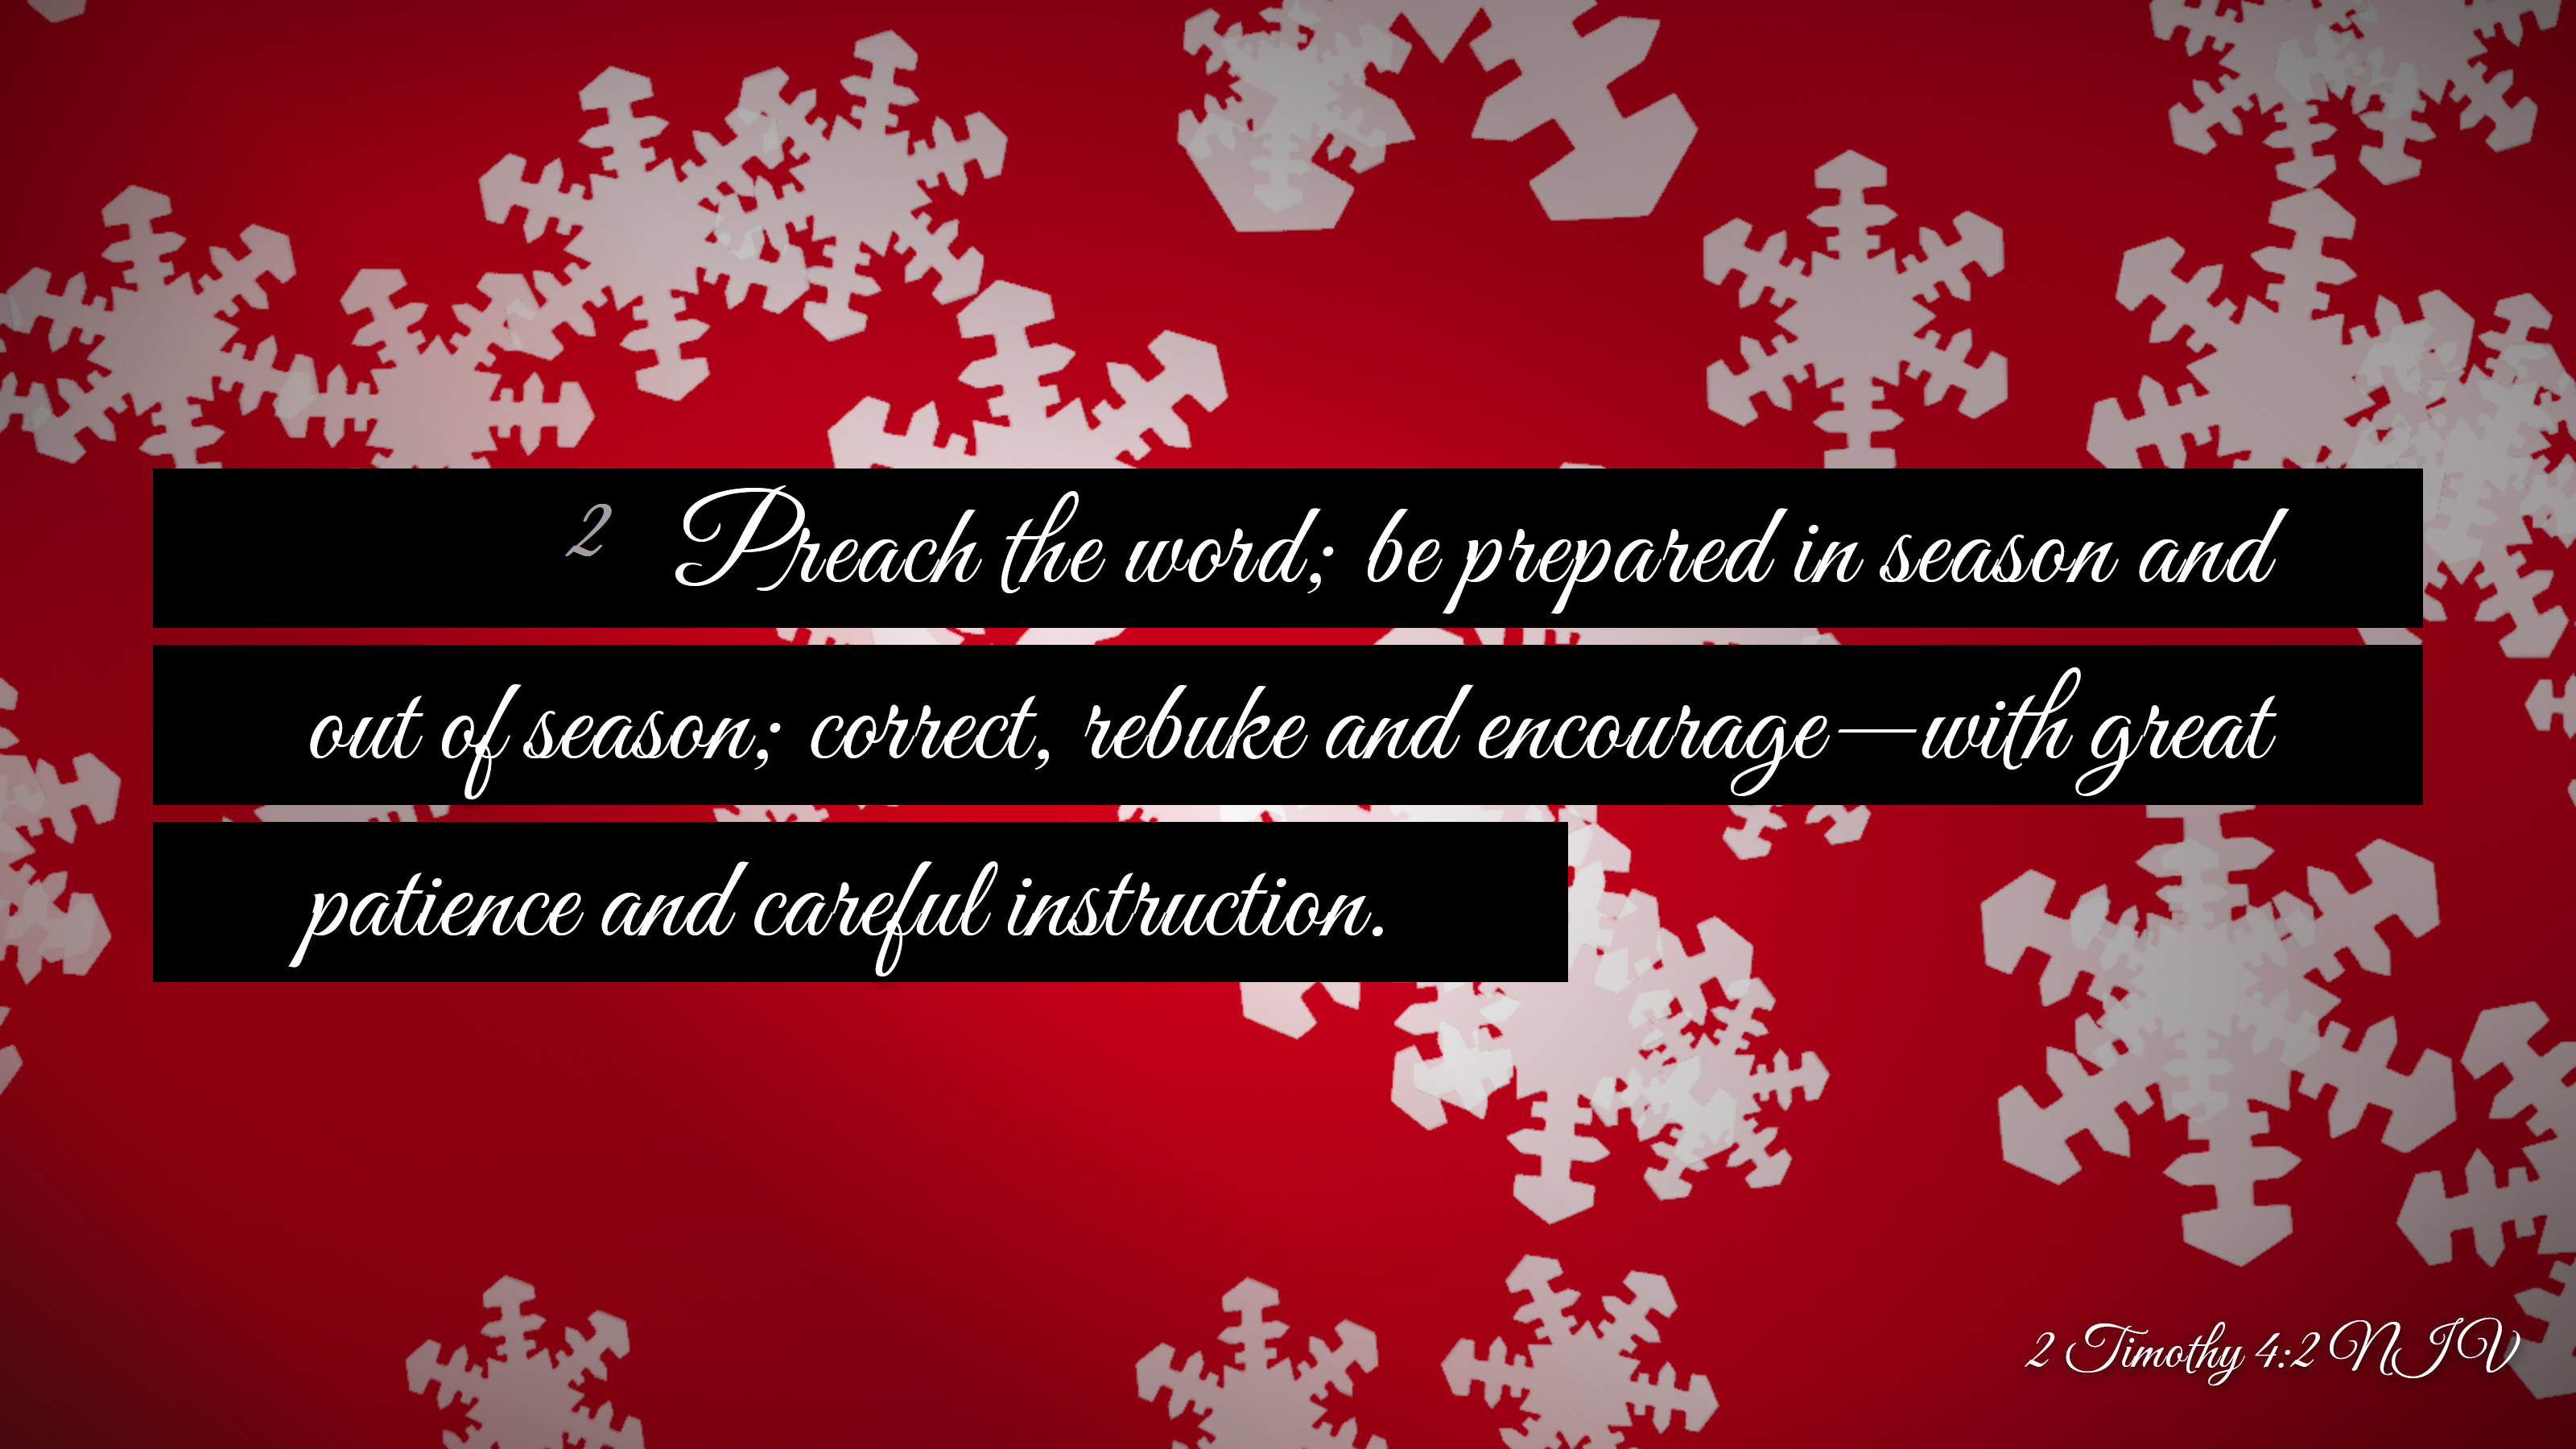 2 Preach the word; be prepared in season and
out of season; correct, rebuke and encourage—with great
patience and careful instruction.
2 Timothy 4:2 NIV